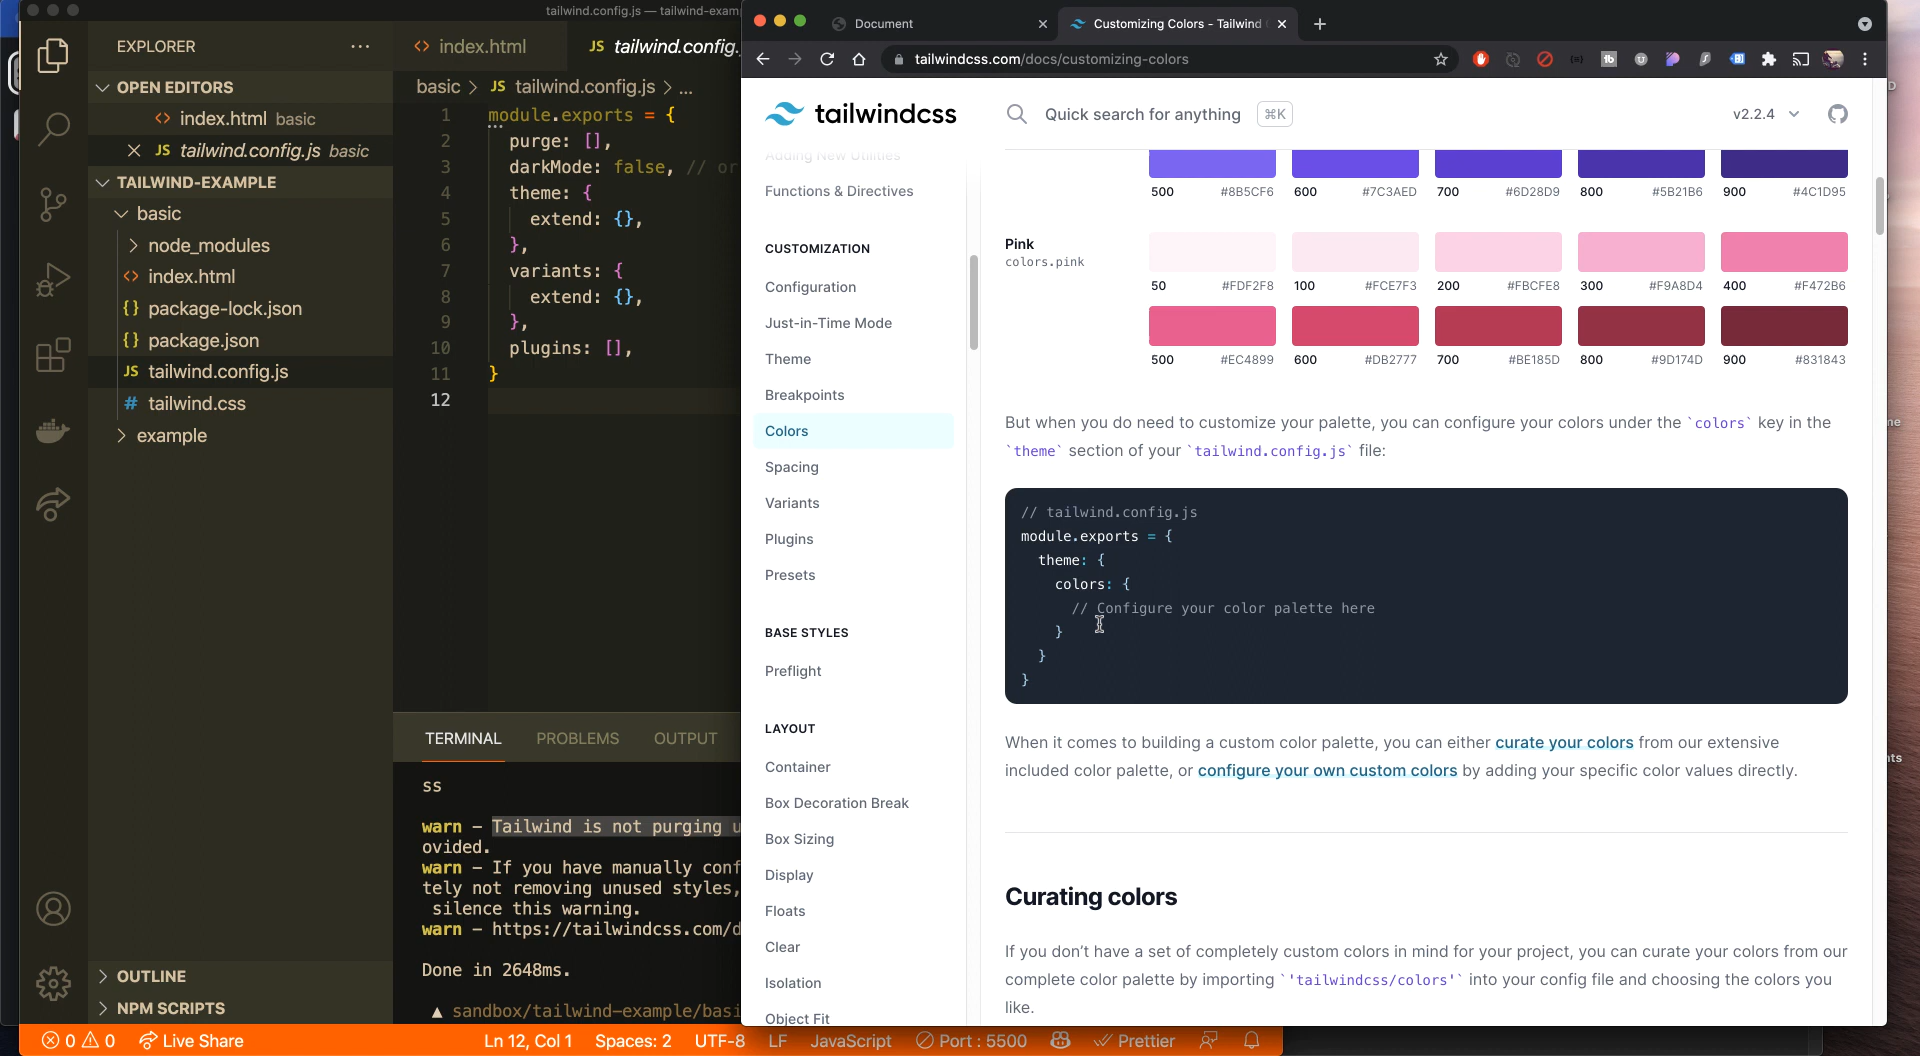 tailwind.config.js — tailwind-exam
EXPLORER
OPEN EDITORS
index.html basic
JS tailwind.config.js basic
TAILWIND-EXAMPLE
basic
node_modules
index.html
{} package-lock.json
{} package.json
JS tailwind.config.js
# tailwind.css
example
OUTLINE
NPM SCRIPTS
<> index.html
JS tailwind.config.
basic > JS tailwind.config.js > ...
1 module.exports = {
2 purge: [],
3 darkMode: false, // or
4 theme: {
5 extend: {},
6 },
7 variants: {
8 extend: {},
9 },
10 plugins: [],
11 }
12
TERMINAL PROBLEMS OUTPUT
ss
warn – Tailwind is not purging u
ovided.
warn – If you have manually conf
tely not removing unused styles,
silence this warning.
warn – https://tailwindcss.com/d
Done in 2648ms.
▲ sandbox/tailwind-example/basi
0 0 Live Share Ln 12, Col 1 Spaces: 2 UTF-8 LF JavaScript Port : 5500 Prettier
Document
Customizing Colors - Tailwind
tailwindcss.com/docs/customizing-colors
tailwindcss
Quick search for anything ⌘K
v2.2.4
Adding New Utilities
Functions & Directives
CUSTOMIZATION
Configuration
Just-in-Time Mode
Theme
Breakpoints
Colors
Spacing
Variants
Plugins
Presets
BASE STYLES
Preflight
LAYOUT
Container
Box Decoration Break
Box Sizing
Display
Floats
Clear
Isolation
Object Fit
500 #8B5CF6 600 #7C3AED 700 #6D28D9 800 #5B21B6 900 #4C1D95
Pink
colors.pink
50 #FDF2F8 100 #FCE7F3 200 #FBCFE8 300 #F9A8D4 400 #F472B6
500 #EC4899 600 #DB2777 700 #BE185D 800 #9D174D 900 #831843
But when you do need to customize your palette, you can configure your colors under the `colors` key in the
`theme` section of your `tailwind.config.js` file:
// tailwind.config.js
module.exports = {
theme: {
colors: {
// Configure your color palette here
}
}
}
When it comes to building a custom color palette, you can either curate your colors from our extensive
included color palette, or configure your own custom colors by adding your specific color values directly.
Curating colors
If you don't have a set of completely custom colors in mind for your project, you can curate your colors from our
complete color palette by importing `'tailwindcss/colors'` into your config file and choosing the colors you
like.